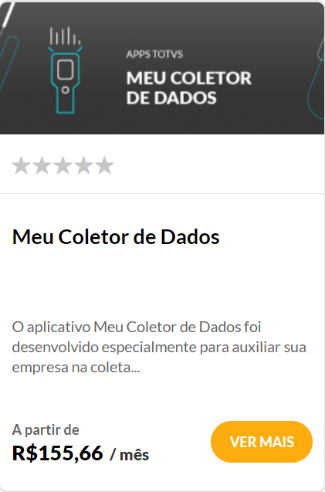 APPS TOTVS
MEU COLETOR
DE DADOS
Meu Coletor de Dados
O aplicativo Meu Coletor de Dados foi
desenvolvido especialmente para auxiliar sua
empresa na coleta...
A partir de
R$155,66 / mês
VER MAIS